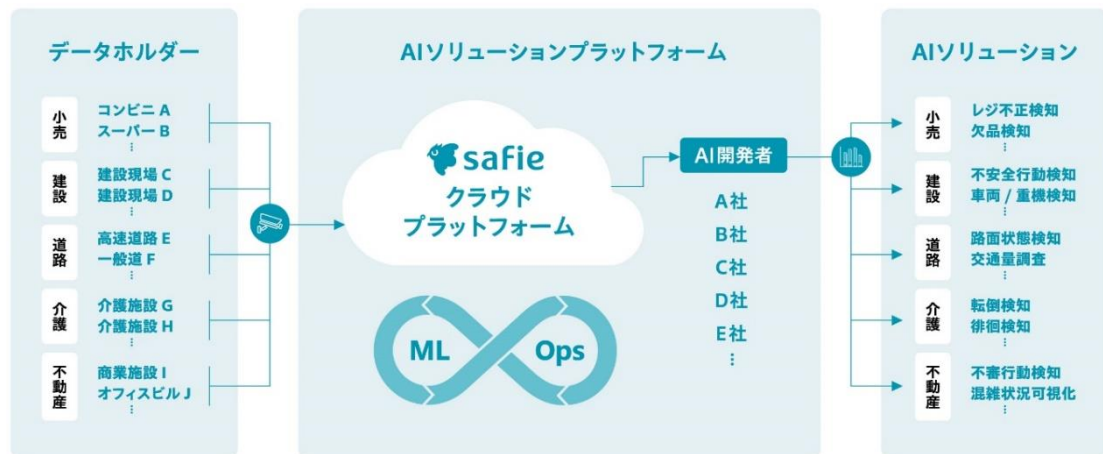 データホルダー
小売
コンビニ A
スーパー B
⋮
建設
建設現場 C
建設現場 D
⋮
道路
高速道路 E
一般道 F
⋮
介護
介護施設 G
介護施設 H
⋮
不動産
商業施設 I
オフィスビル J
⋮
AIソリューションプラットフォーム
safie
クラウド
プラットフォーム
ML
Ops
AI開発者
A社
B社
C社
D社
E社
⋮
AIソリューション
小売
レジ不正検知
欠品検知
⋮
建設
不安全行動検知
車両 / 重機検知
⋮
道路
路面状態検知
交通量調査
⋮
介護
転倒検知
徘徊検知
⋮
不動産
不審行動検知
混雑状況可視化
⋮